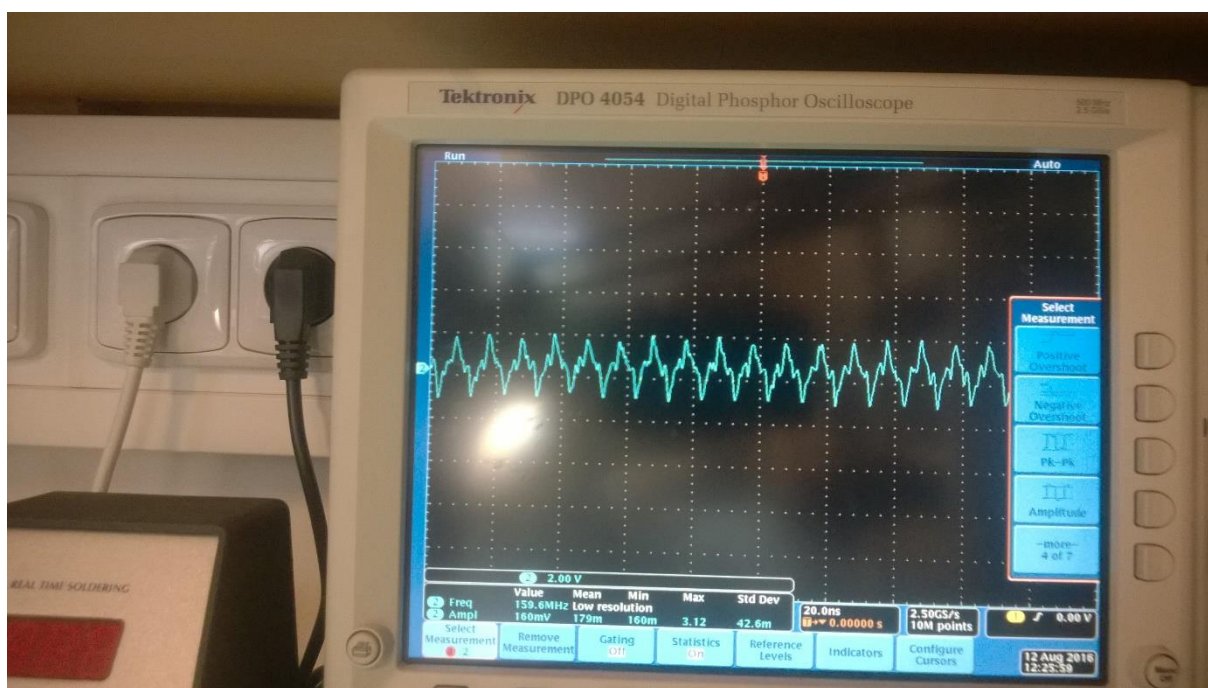 Tektronix DPO 4054 Digital Phosphor Oscilloscope
Run
Auto
Select
Measurement
Positive
Overshoot
Negative
Overshoot
Pk-Pk
Amplitude
-more-
4 of 7
2
2 2.00 V
Value Mean Min Max Std Dev
2 Freq 159.6MHz Low resolution
2 Ampl 160mV 179m 160m 3.12 42.6m
20.0ns
T 0.00000 s
2.50GS/s
10M points
1 0.00 V
Select
Measurement
2
Remove
Measurement
Gating
Off
Statistics
On
Reference
Levels
Indicators
Configure
Cursors
12 Aug 2016
12:25:59
REAL TIME SOLDERING